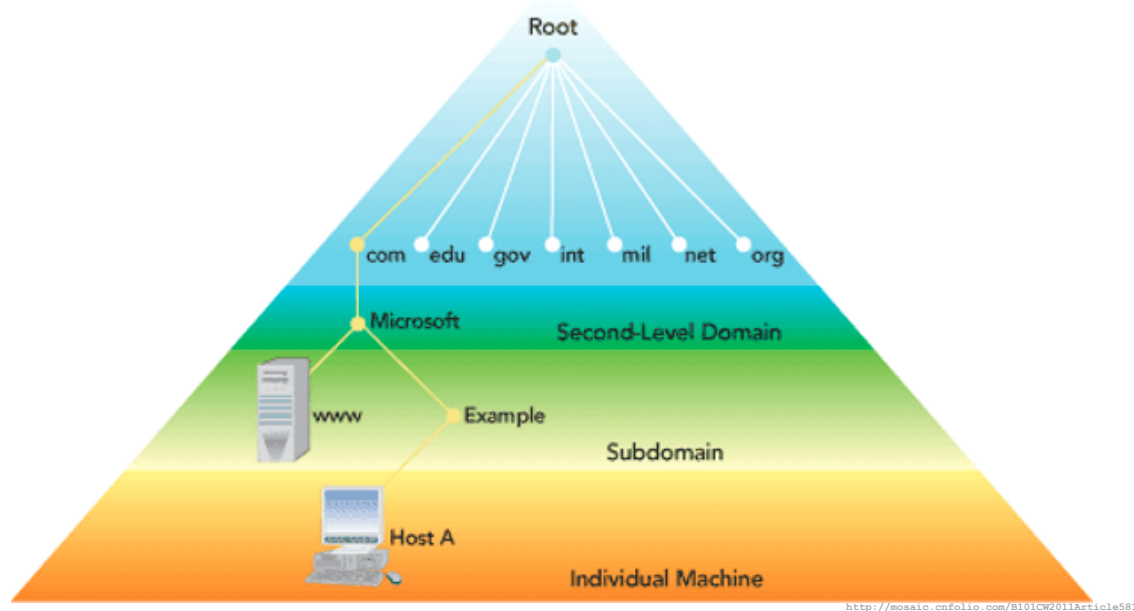 Root
com edu gov int mil net org
Microsoft
Second-Level Domain
www
Example
Subdomain
Host A
Individual Machine